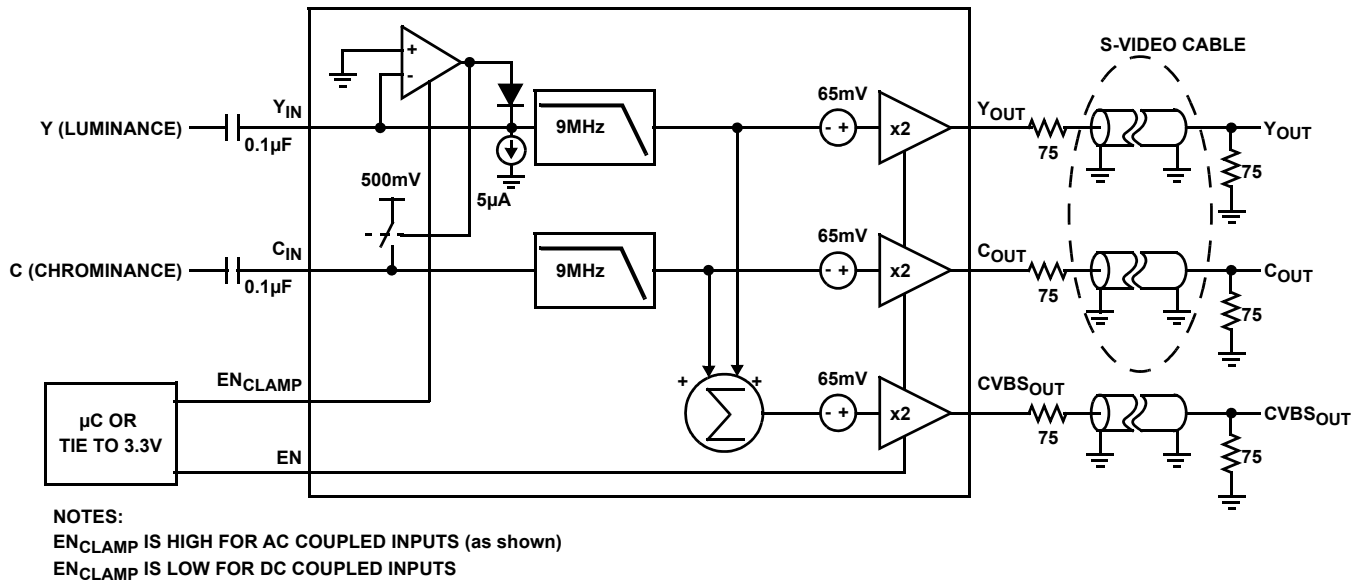 S-VIDEO CABLE
+
-
Y (LUMINANCE)
YIN
0.1µF
9MHz
65mV
- +
x2
YOUT
75
YOUT
75
500mV
5µA
C (CHROMINANCE)
CIN
0.1µF
9MHz
65mV
- +
x2
COUT
75
COUT
75
ENCLAMP
+
+
Σ
65mV
- +
x2
CVBSOUT
75
CVBSOUT
75
µC OR
TIE TO 3.3V
EN
NOTES:
ENCLAMP IS HIGH FOR AC COUPLED INPUTS (as shown)
ENCLAMP IS LOW FOR DC COUPLED INPUTS